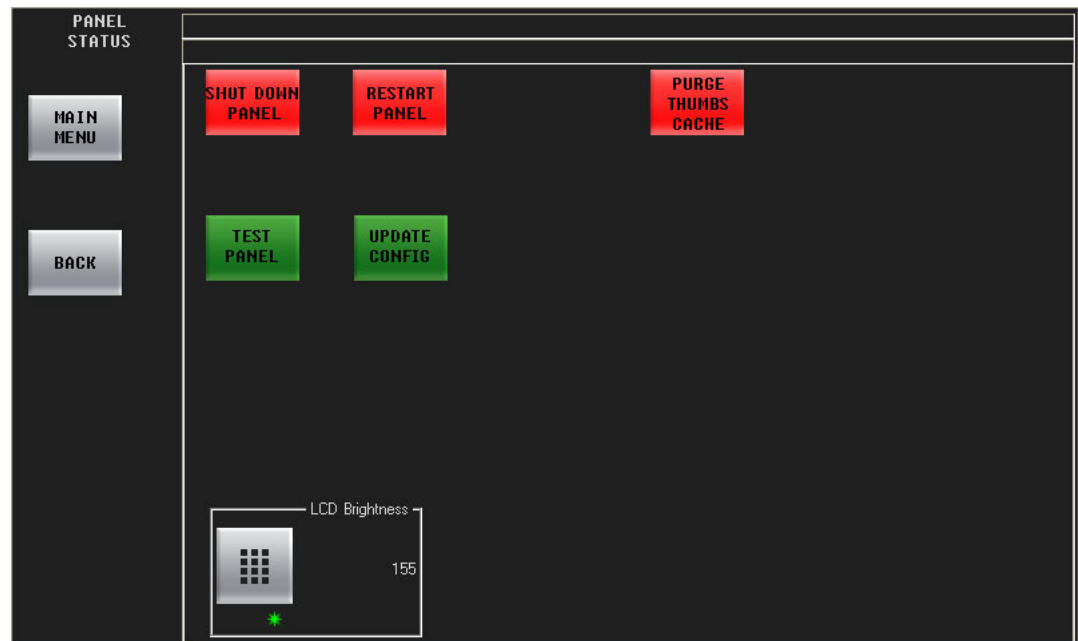 PANEL
STATUS
MAIN
MENU
BACK
SHUT DOWN
PANEL
RESTART
PANEL
PURGE
THUMBS
CACHE
TEST
PANEL
UPDATE
CONFIG
LCD Brightness
155